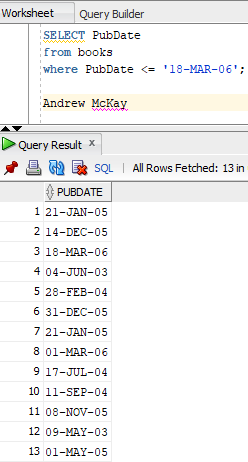 Worksheet Query Builder
SELECT PubDate
from books
where PubDate <= '18-MAR-06';
Andrew McKay
Query Result x
SQL | All Rows Fetched: 13 in
PUBDATE
1 21-JAN-05
2 14-DEC-05
3 18-MAR-06
4 04-JUN-03
5 28-FEB-04
6 31-DEC-05
7 21-JAN-05
8 01-MAR-06
9 17-JUL-04
10 11-SEP-04
11 08-NOV-05
12 09-MAY-03
13 01-MAY-05